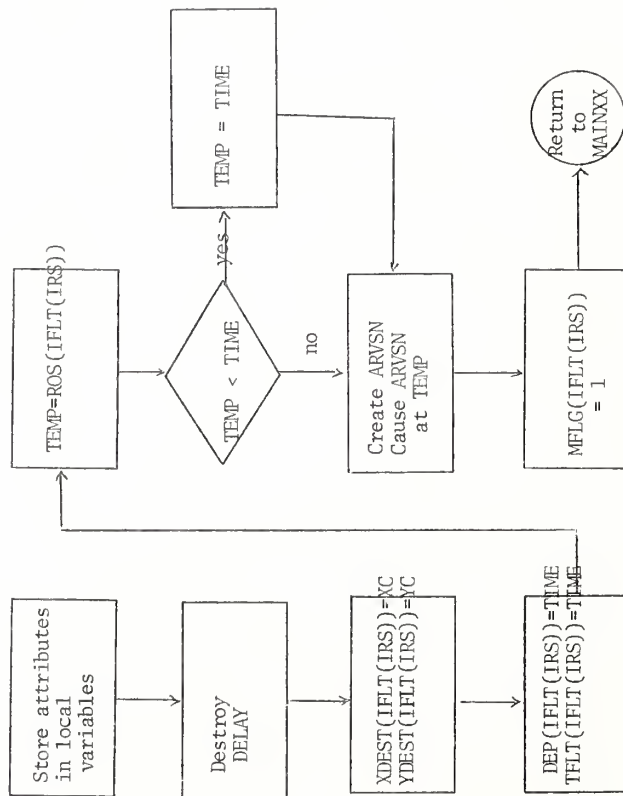 Store attributes
in local
variables
Destroy
DELAY
XDEST(IFLT(IRS))=XC
YDEST(IFLT(IRS))=YC
DEP(IFLT(IRS))=TIME
TFLT(IFLT(IRS))=TIME
TEMP=ROS(IFLT(IRS))
TEMP < TIME
yes
TEMP = TIME
no
Create ARVSN
Cause ARVSN
at TEMP
MFLG(IFLT(IRS))
= 1
Return
to
MAINXX